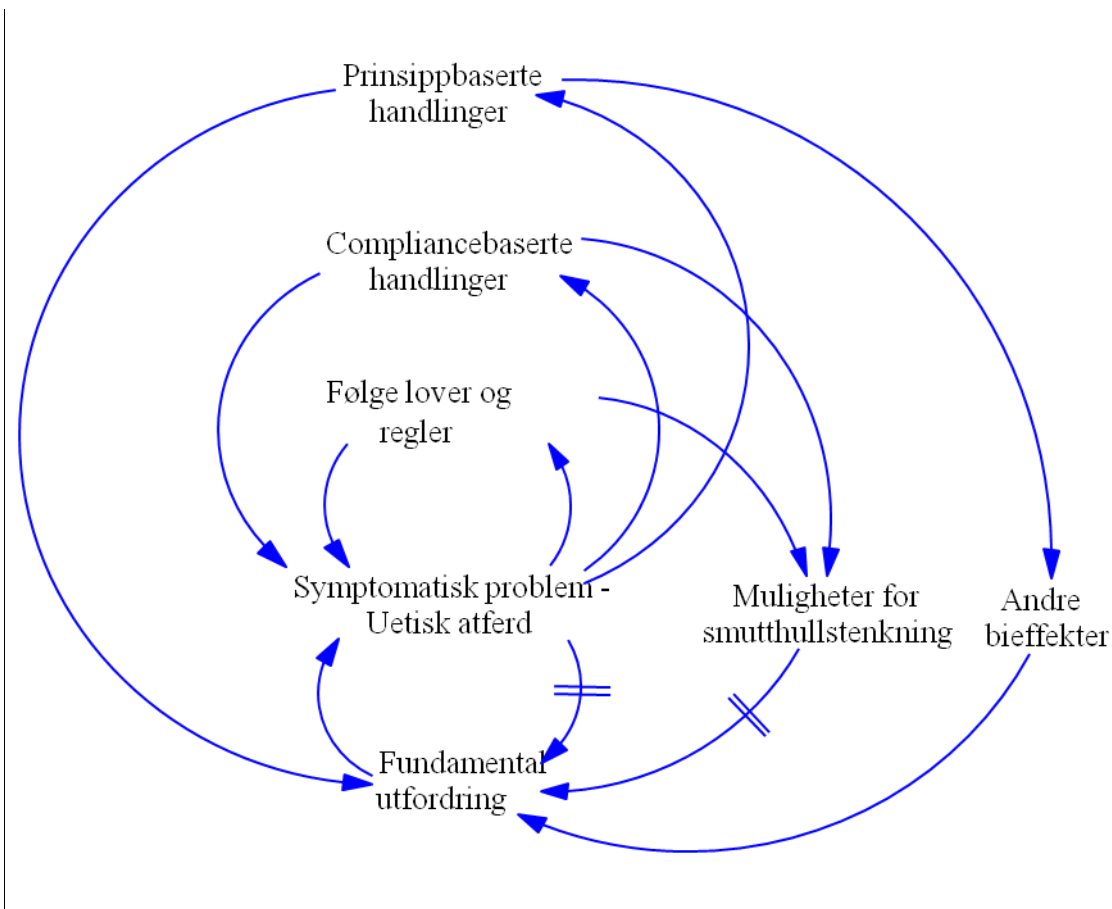 Prinsippbaserte
handlinger
Compliancebaserte
handlinger
Følge lover og
regler
Symptomatisk problem -
Uetisk atferd
Muligheter for
smutthullstenkning
Andre
bieffekter
Fundamental
utfordring